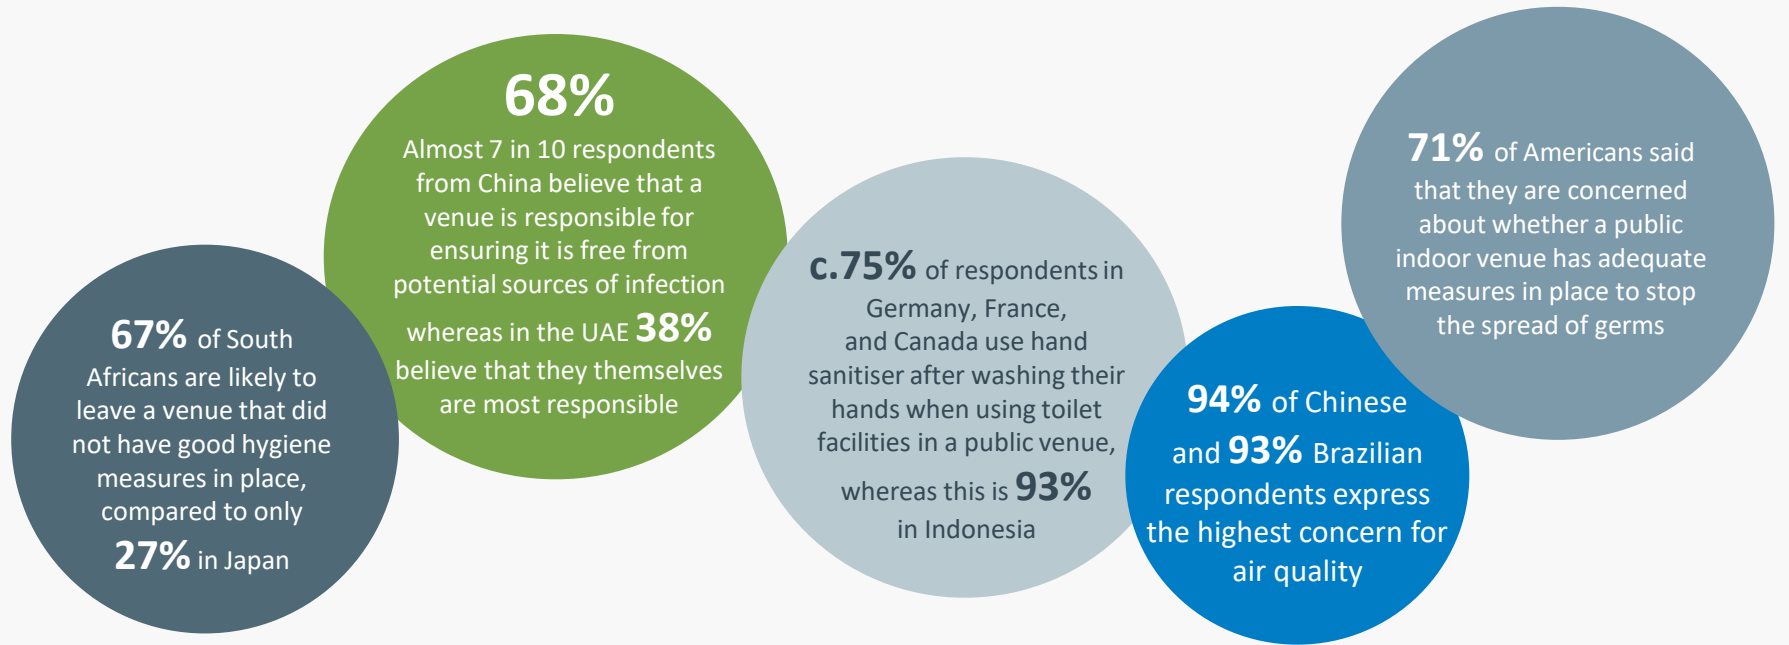 67% of South
Africans are likely to
leave a venue that did
not have good hygiene
measures in place,
compared to only
27% in Japan
68%
Almost 7 in 10 respondents
from China believe that a
venue is responsible for
ensuring it is free from
potential sources of infection
whereas in the UAE 38%
believe that they themselves
are most responsible
c.75% of respondents in
Germany, France,
and Canada use hand
sanitiser after washing their
hands when using toilet
facilities in a public venue,
whereas this is 93%
in Indonesia
94% of Chinese
and 93% Brazilian
respondents express
the highest concern for
air quality
71% of Americans said
that they are concerned
about whether a public
indoor venue has adequate
measures in place to stop
the spread of germs